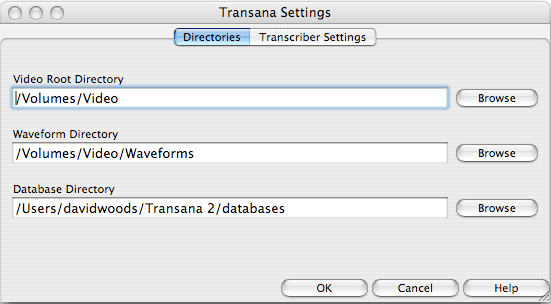 Transana Settings
Directories Transcriber Settings
Video Root Directory
/Volumes/Video Browse
Waveform Directory
/Volumes/Video/Waveforms Browse
Database Directory
/Users/davidwoods/Transana 2/databases Browse
OK Cancel Help